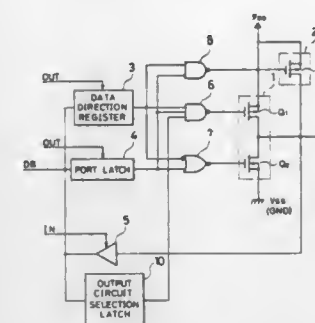 VDD
8
2
OUT
3
6
1
DATA
DIRECTION
REGISTER
Q1
OUT
4
7
DB
PORT LATCH
Q2
VSS
(GND)
IN
5
10
OUTPUT
CIRCUIT
SELECTION
LATCH